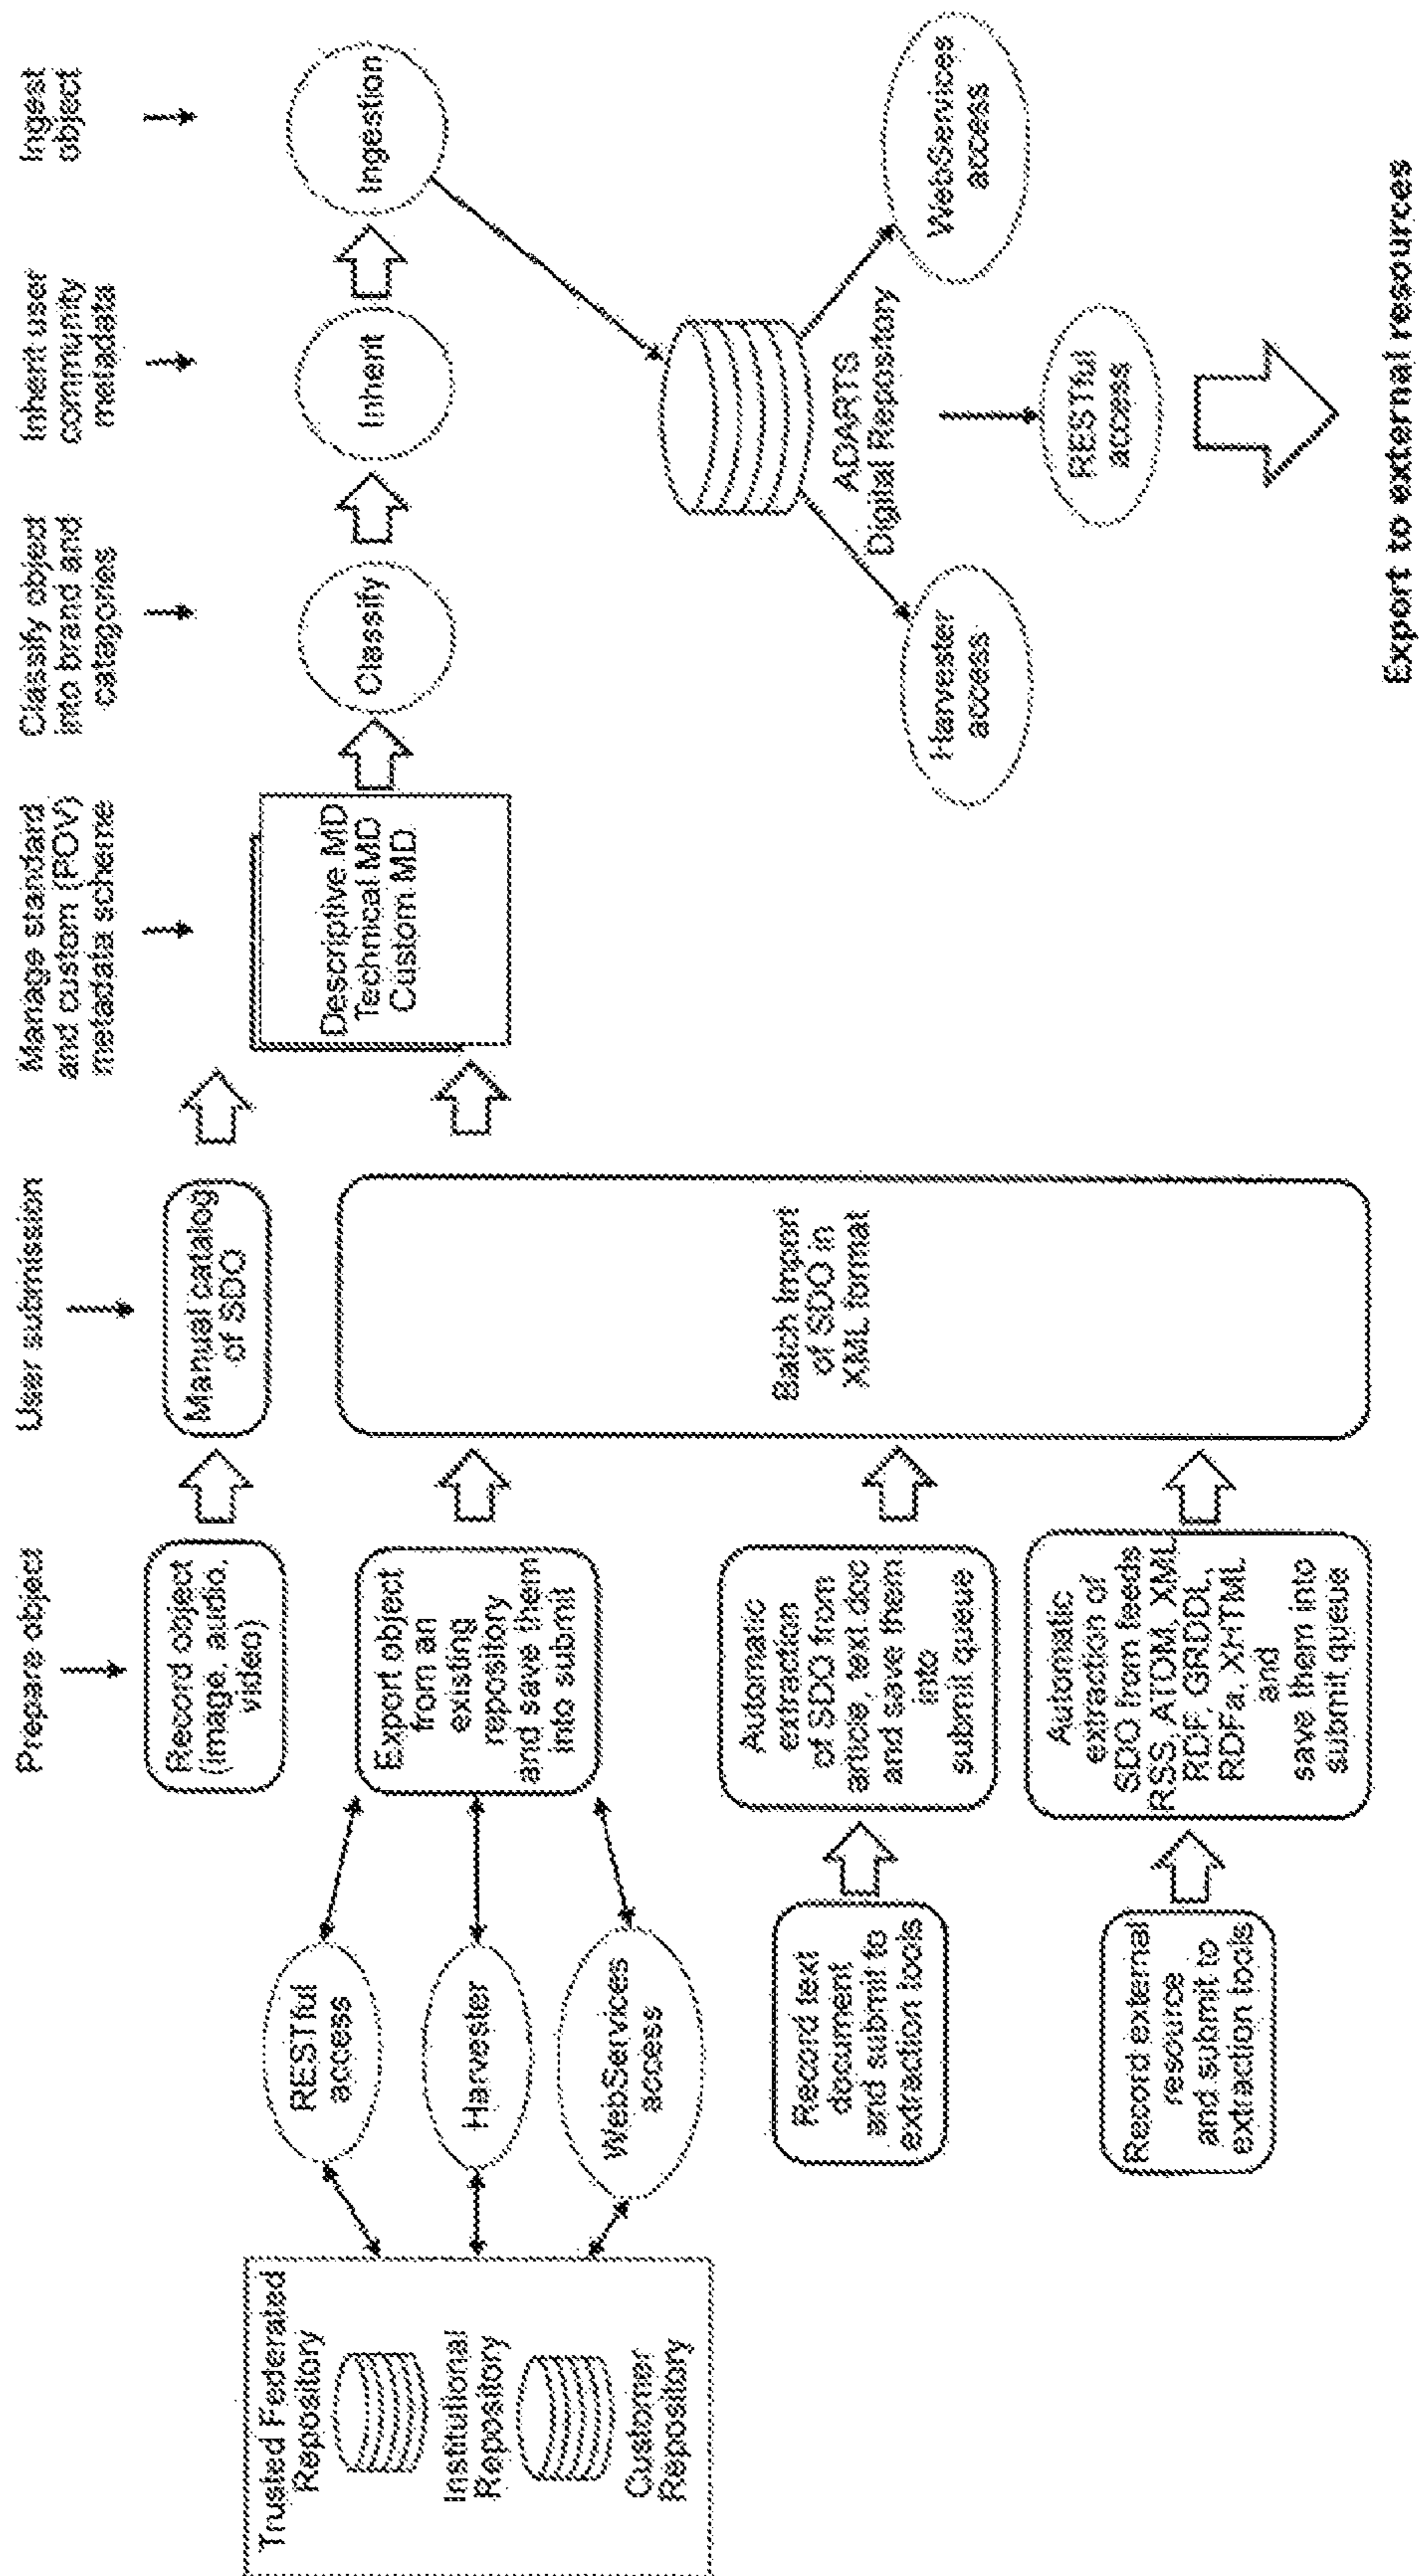 Prepare object
User submission
Manage standard
and custom (POV)
metadata scheme
Classify object
into brand and
catagories
Inherit user
community
metadata
Ingest
object
Trusted Federated
Repository
Institutional
Repository
Customer
Repository
RESTful
access
Harvester
WebServices
access
Record object
(image, audio,
video)
Export object
from an
existing
repository
and save them
into submit
Record text
document
and submit to
extraction tools
Automatic
extraction
of SDO from
article, text doc
and save them
into
submit queue
Record external
resource
and submit to
extraction tools
Automatic
extraction of
SDO from feeds
RSS, ATOM, XML
RDF, GRDDL,
RDFa, XHTML
and
save them into
submit queue
Manual catalog
of SDO
Batch Import
of SDO in
XML format
Descriptive MD
Technical MD
Custom MD
Classify
Inherit
Ingestion
ADARTS
Digital Repository
Harvester
access
RESTful
access
WebServices
access
Export to external resources